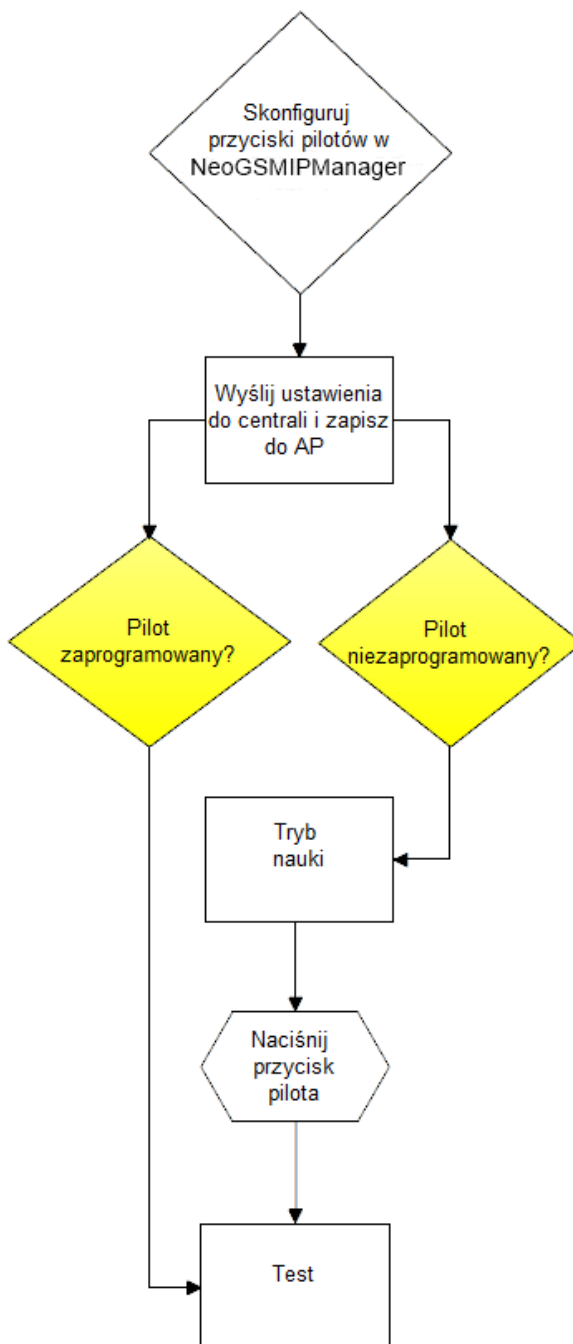 Skonfiguruj
przyciski pilotów w
NeoGSMIPManager
Wyślij ustawienia
do centrali i zapisz
do AP
Pilot
zaprogramowany?
Pilot
niezaprogramowany?
Tryb
nauki
Naciśnij
przycisk
pilota
Test